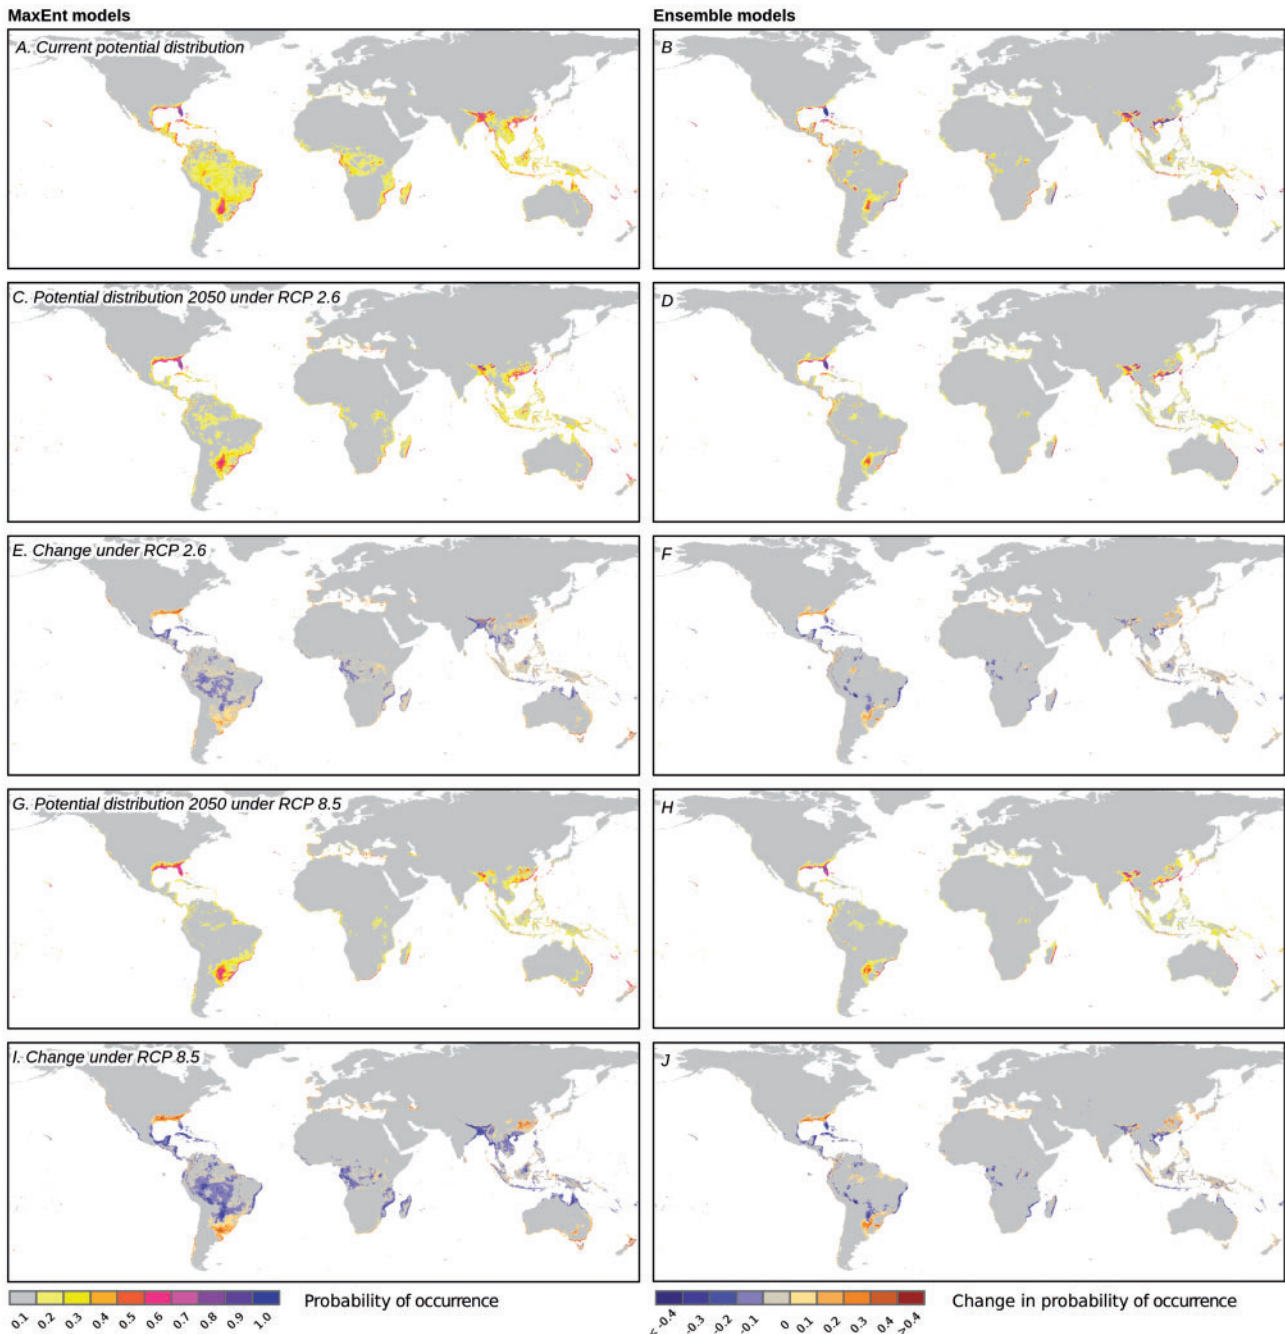 MaxEnt models
Ensemble models
A. Current potential distribution
B
C. Potential distribution 2050 under RCP 2.6
D
E. Change under RCP 2.6
F
G. Potential distribution 2050 under RCP 8.5
H
I. Change under RCP 8.5
J
0.1 0.2 0.3 0.4 0.5 0.6 0.7 0.8 0.9 1.0
Probability of occurrence
< -0.4 -0.3 -0.2 -0.1 0 0.1 0.2 0.3 0.4 >0.4
Change in probability of occurrence